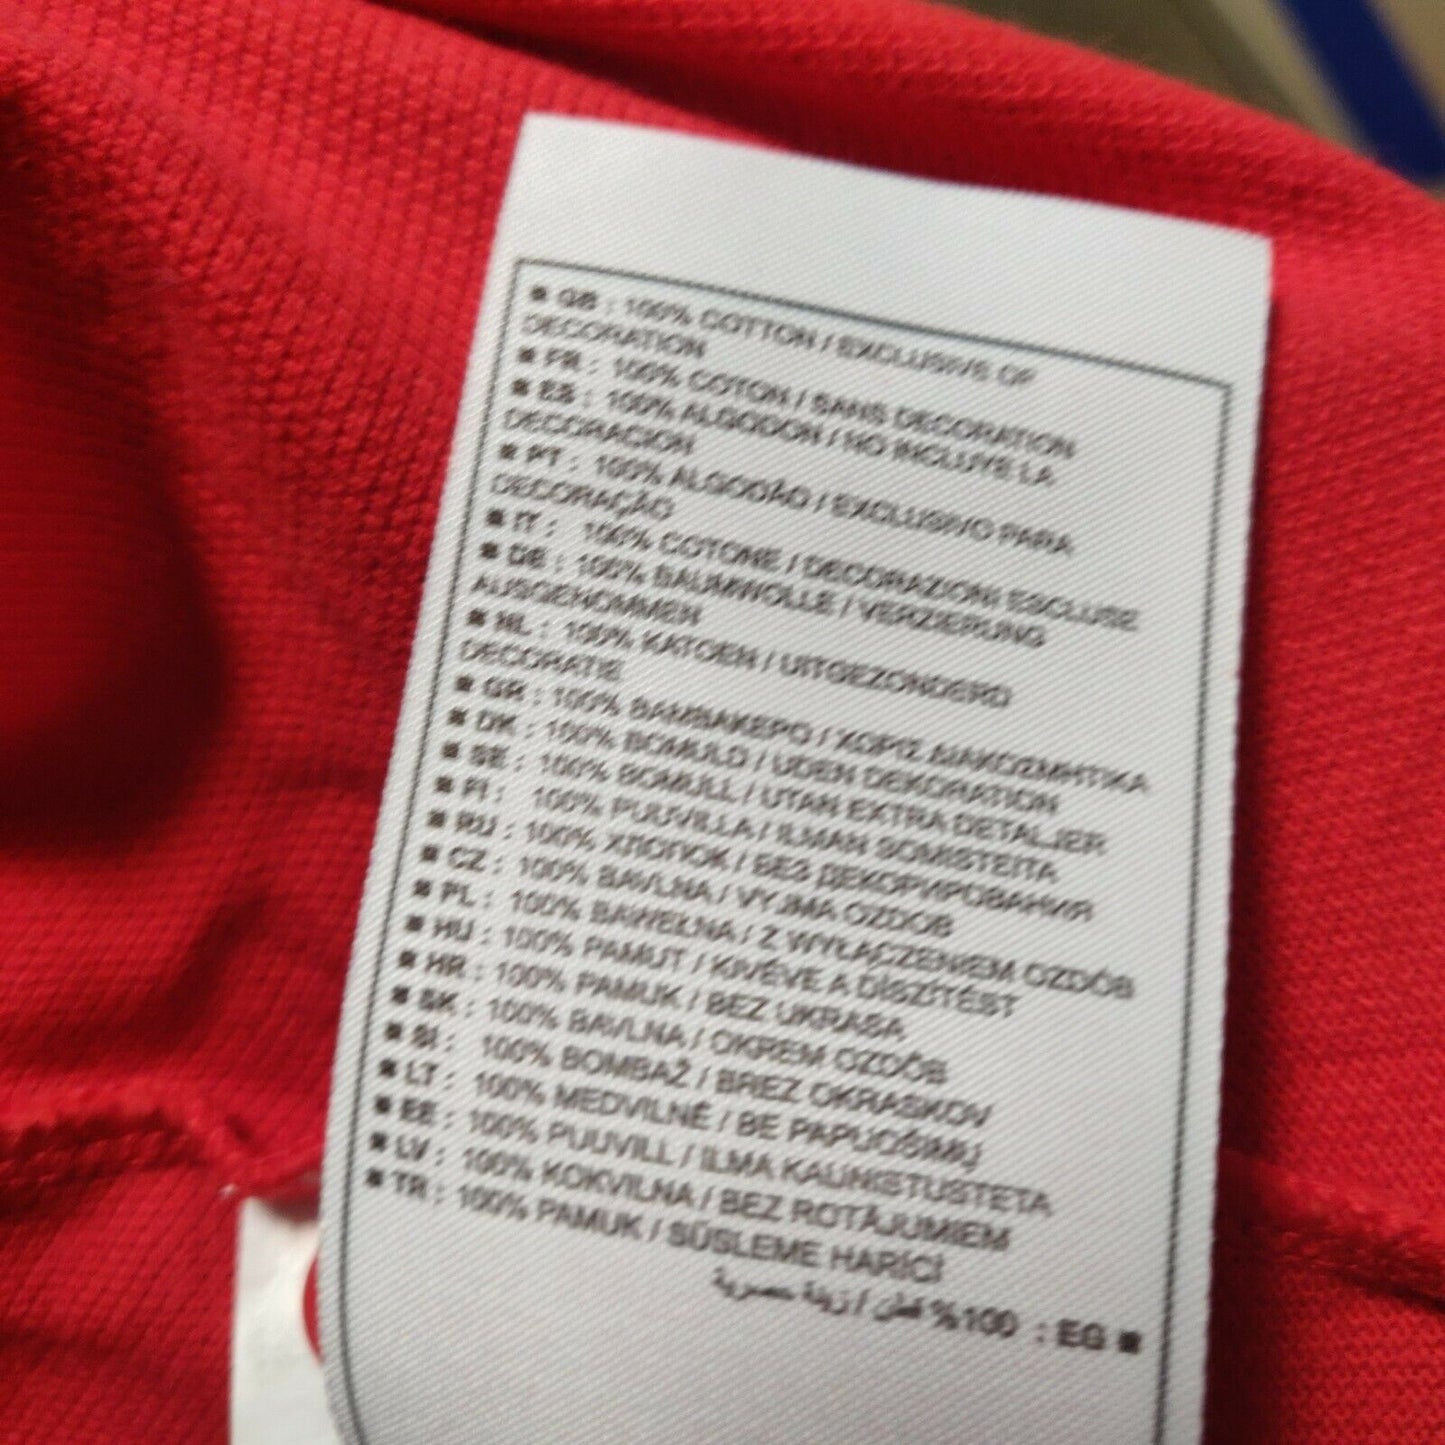 ■ GB : 100% COTTON / EXCLUSIVE OF
DECORATION
■ FR : 100% COTON / SANS DECORATION
■ ES : 100% ALGODON / NO INCLUYE LA
DECORACION
■ PT : 100% ALGODÃO / EXCLUSIVO PARA
DECORAÇÃO
■ IT : 100% COTONE / DECORAZIONI ESCLUSE
■ DE : 100% BAUMWOLLE / VERZIERUNG
AUSGENOMMEN
■ NL : 100% KATOEN / UITGEZONDERD
DECORATIE
■ GR : 100% ΒΑΜΒΑΚΕΡΟ / ΧΩΡΙΣ ΔΙΑΚΟΣΜΗΤΙΚΑ
■ DK : 100% BOMULD / UDEN DEKORATION
■ SE : 100% BOMULL / UTAN EXTRA DETALJER
■ FI : 100% PUUVILLA / ILMAN SOMISTEITA
■ RU : 100% ХЛОПОК / БЕЗ ДЕКОРИРОВАНИЯ
■ CZ : 100% BAVLNA / VYJMA OZDOB
■ PL : 100% BAWEŁNA / Z WYŁĄCZENIEM OZDÓB
■ HU : 100% PAMUT / KIVÉVE A DÍSZÍTÉST
■ HR : 100% PAMUK / BEZ UKRASA
■ SK : 100% BAVLNA / OKREM OZDÔB
■ SI : 100% BOMBAŽ / BREZ OKRASKOV
■ LT : 100% MEDVILNĖ / BE PAPUOŠIMŲ
■ EE : 100% PUUVILL / ILMA KAUNISTUSTETA
■ LV : 100% KOKVILNA / BEZ ROTĀJUMIEM
■ TR : 100% PAMUK / SÜSLEME HARİCİ
■ EG : 100% قطن / زينة حصرية